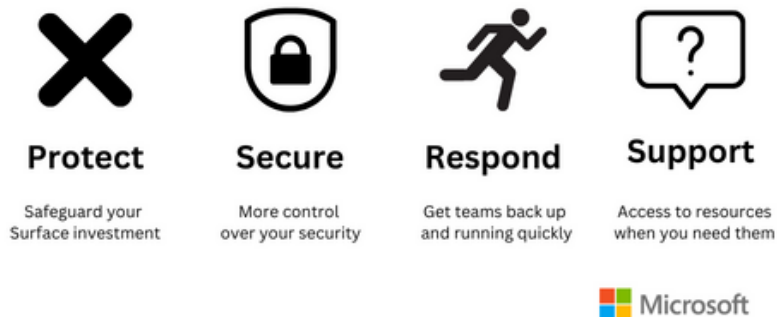 Protect
Secure
Respond
Support
Safeguard your
Surface investment
More control
over your security
Get teams back up
and running quickly
Access to resources
when you need them
Microsoft